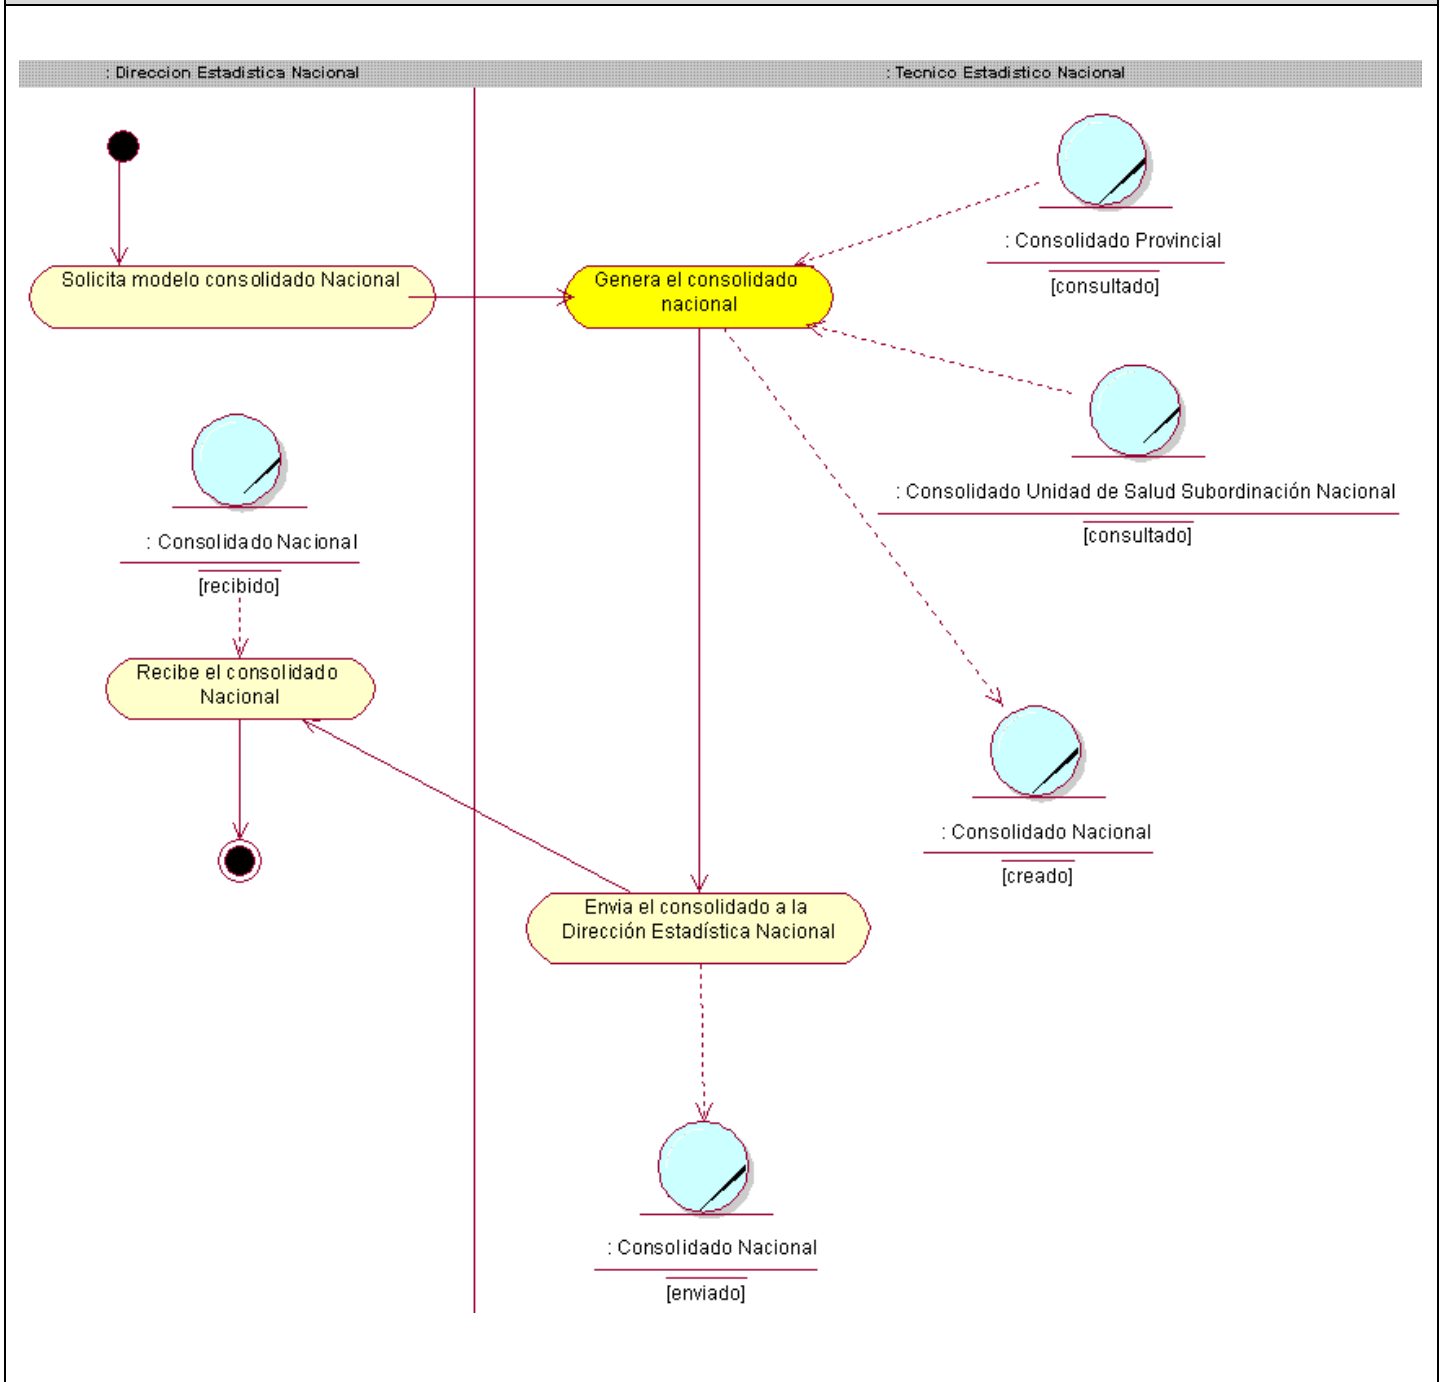 : Direccion Estadistica Nacional
: Tecnico Estadistico Nacional
: Consolidado Provincial
[consultado]
Solicita modelo consolidado Nacional
Genera el consolidado
nacional
: Consolidado Unidad de Salud Subordinación Nacional
[consultado]
: Consolidado Nacional
[recibido]
Recibe el consolidado
Nacional
: Consolidado Nacional
[creado]
Envia el consolidado a la
Dirección Estadística Nacional
: Consolidado Nacional
[enviado]